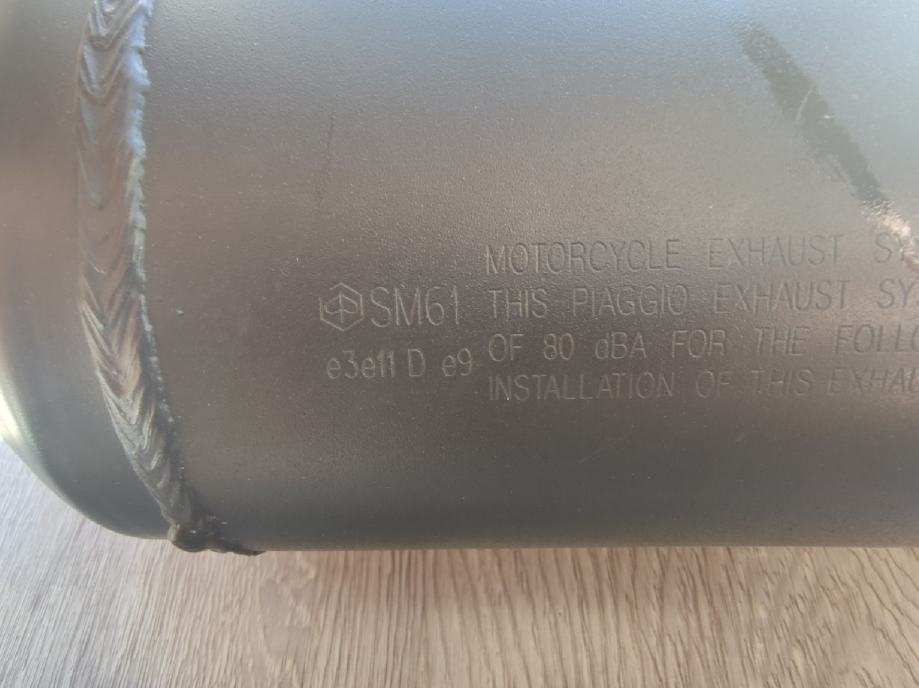 SM61
e3e11 D e9
MOTORCYCLE EXHAUST
THIS PIAGGIO EXHAUST
OF 80 dBA FOR THE
INSTALLATION OF THIS